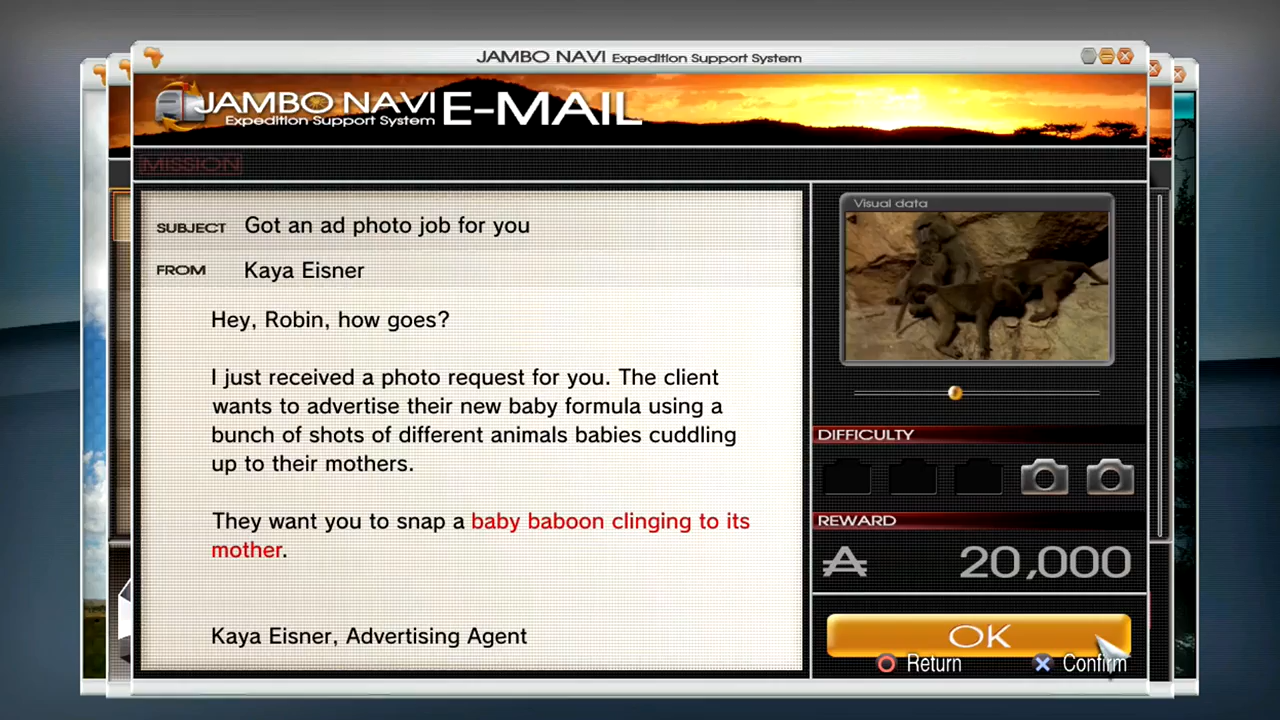 JAMBO NAVI Expedition Support System
JAMBO NAVI E-MAIL
Expedition Support System
MISSION
SUBJECT Got an ad photo job for you
FROM Kaya Eisner
Hey, Robin, how goes?
I just received a photo request for you. The client
wants to advertise their new baby formula using a
bunch of shots of different animals babies cuddling
up to their mothers.
They want you to snap a baby baboon clinging to its
mother.
Kaya Eisner, Advertising Agent
Visual data
DIFFICULTY
REWARD
20,000
OK
Return Confirm